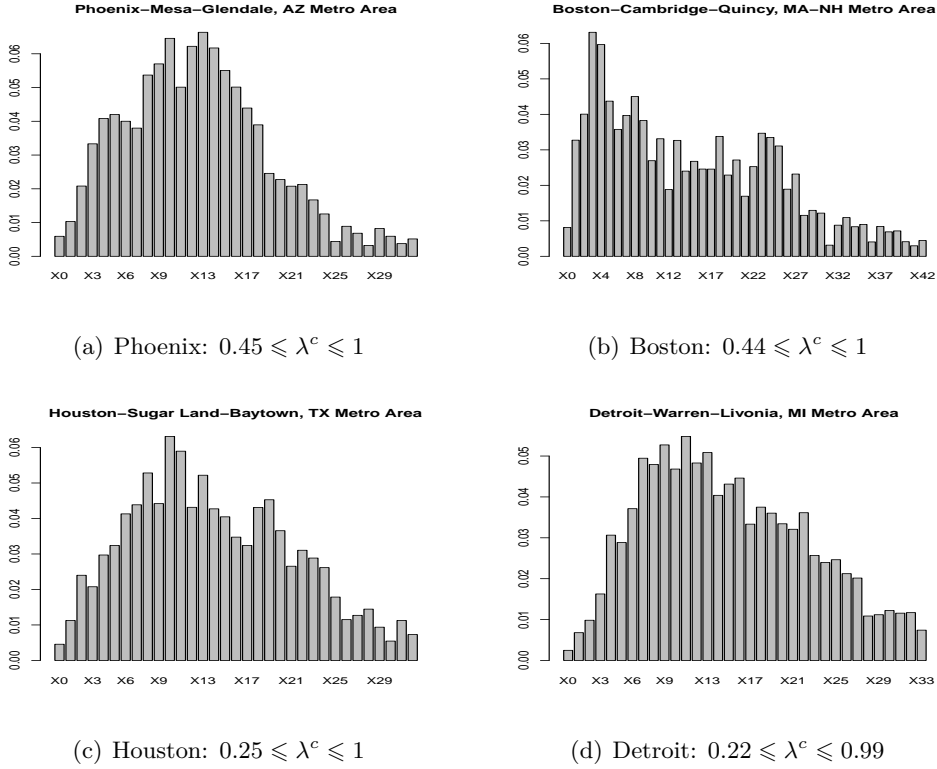 Phoenix−Mesa−Glendale, AZ Metro Area
0.00 0.01 0.02 0.03 0.04 0.05 0.06
X0 X3 X6 X9 X13 X17 X21 X25 X29
(a) Phoenix: 0.45 ⩽ λ^c ⩽ 1
Boston−Cambridge−Quincy, MA−NH Metro Area
0.00 0.01 0.02 0.03 0.04 0.05 0.06
X0 X4 X8 X12 X17 X22 X27 X32 X37 X42
(b) Boston: 0.44 ⩽ λ^c ⩽ 1
Houston−Sugar Land−Baytown, TX Metro Area
0.00 0.01 0.02 0.03 0.04 0.05 0.06
X0 X3 X6 X9 X13 X17 X21 X25 X29
(c) Houston: 0.25 ⩽ λ^c ⩽ 1
Detroit−Warren−Livonia, MI Metro Area
0.00 0.01 0.02 0.03 0.04 0.05
X0 X3 X6 X9 X13 X17 X21 X25 X29 X33
(d) Detroit: 0.22 ⩽ λ^c ⩽ 0.99